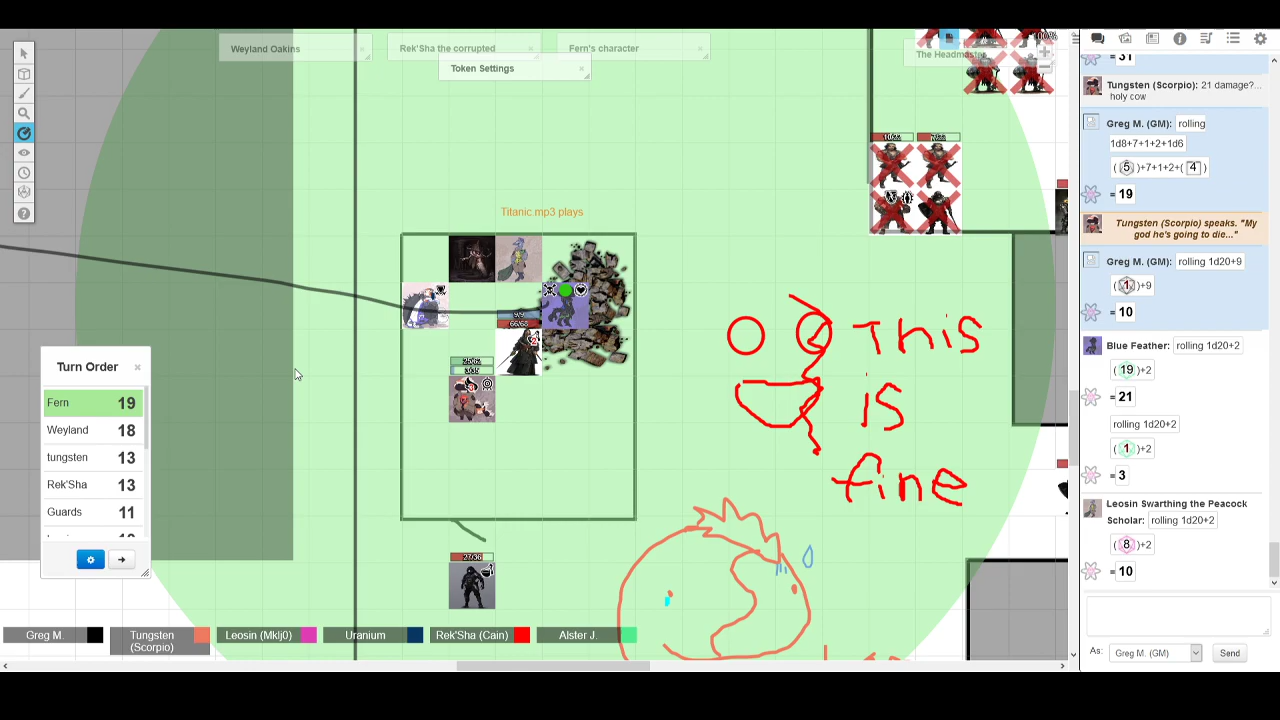 Weyland Oakins
Rek'Sha the corrupted
Fern's character
Token Settings
The Headmaster
Titanic.mp3 plays
66/65
27/36
THis
iS
fine
Turn Order
Fern 19
Weyland 18
tungsten 13
Rek'Sha 13
Guards 11
Greg M.
Tungsten (Scorpio)
Leosin (Mklj0)
Uranium
Rek'Sha (Cain)
Alster J.
= 31
Tungsten (Scorpio): 21 damage?...
holy cow
Greg M. (GM): rolling
1d8+7+1+2+1d6
(5)+7+1+2+(4)
= 19
Tungsten (Scorpio) speaks. "My
god he's going to die..."
Greg M. (GM): rolling 1d20+9
(1)+9
= 10
Blue Feather: rolling 1d20+2
(19)+2
= 21
rolling 1d20+2
(1)+2
= 3
Leosin Swarthing the Peacock
Scholar: rolling 1d20+2
(8)+2
= 10
As: Greg M. (GM) Send